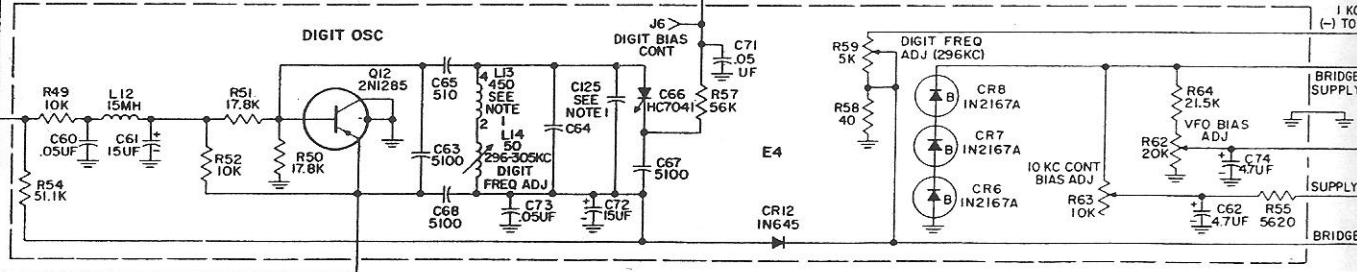 DIGIT OSC
J6
DIGIT BIAS
CONT
C71
.05
UF
R49
10K
L12
15MH
C60
.05UF
C61
15UF
+
R54
51.1K
R51
17.8K
R52
10K
R50
17.8K
Q12
2N1285
C63
5100
C65
510
C68
5100
4
L13
450
SEE
NOTE
1
2
L14
50
296-305KC
DIGIT
FREQ ADJ
C73
.05UF
C64
C125
SEE
NOTE 1
+
-
C72
15UF
C66
HC7041
R57
56K
C67
5100
E4
CR12
1N645
R59
5K
R58
40
DIGIT FREQ
ADJ (296KC)
B
CR8
1N2167A
B
CR7
1N2167A
B
CR6
1N2167A
R64
21.5K
VFO BIAS
ADJ
R62
20K
+
-
C74
4.7UF
10 KC CONT
BIAS ADJ
R63
10K
+
-
C62
4.7UF
R55
5620
1 KC
(-) TO
BRIDGE
SUPPLY
SUPPLY
BRIDGE